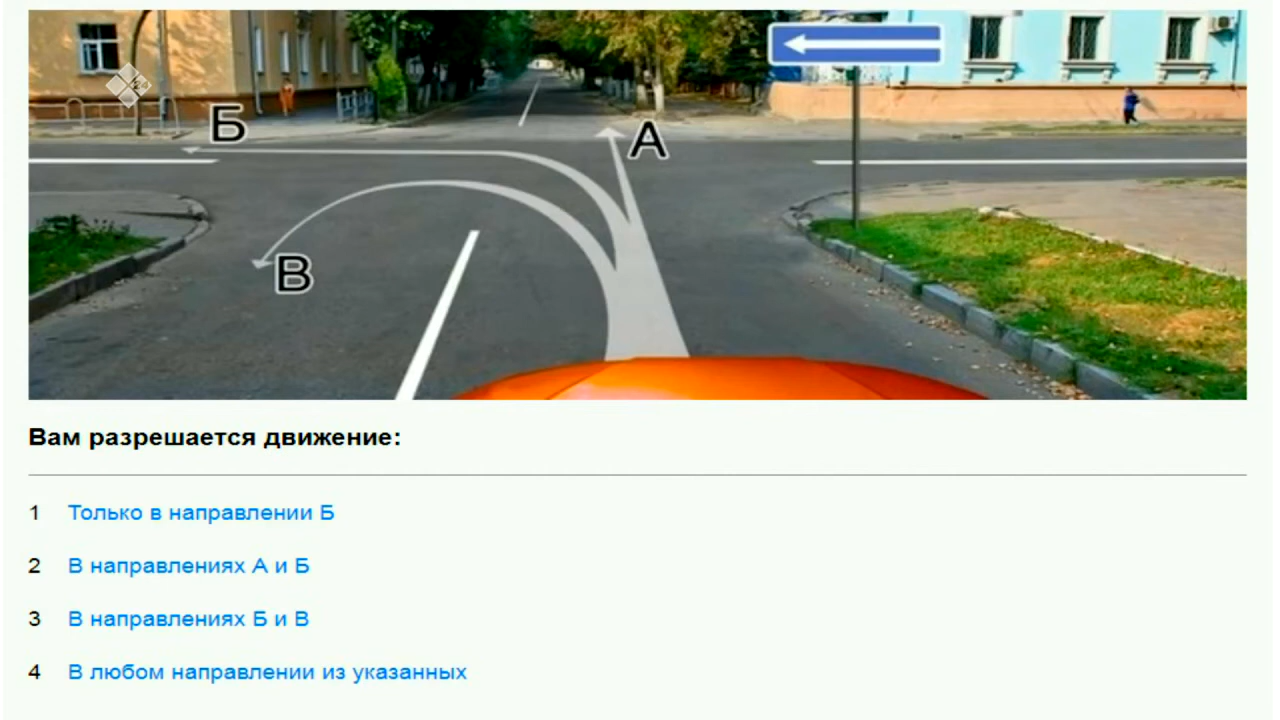 Б
А
В
Вам разрешается движение:
1 Только в направлении Б
2 В направлениях А и Б
3 В направлениях Б и В
4 В любом направлении из указанных